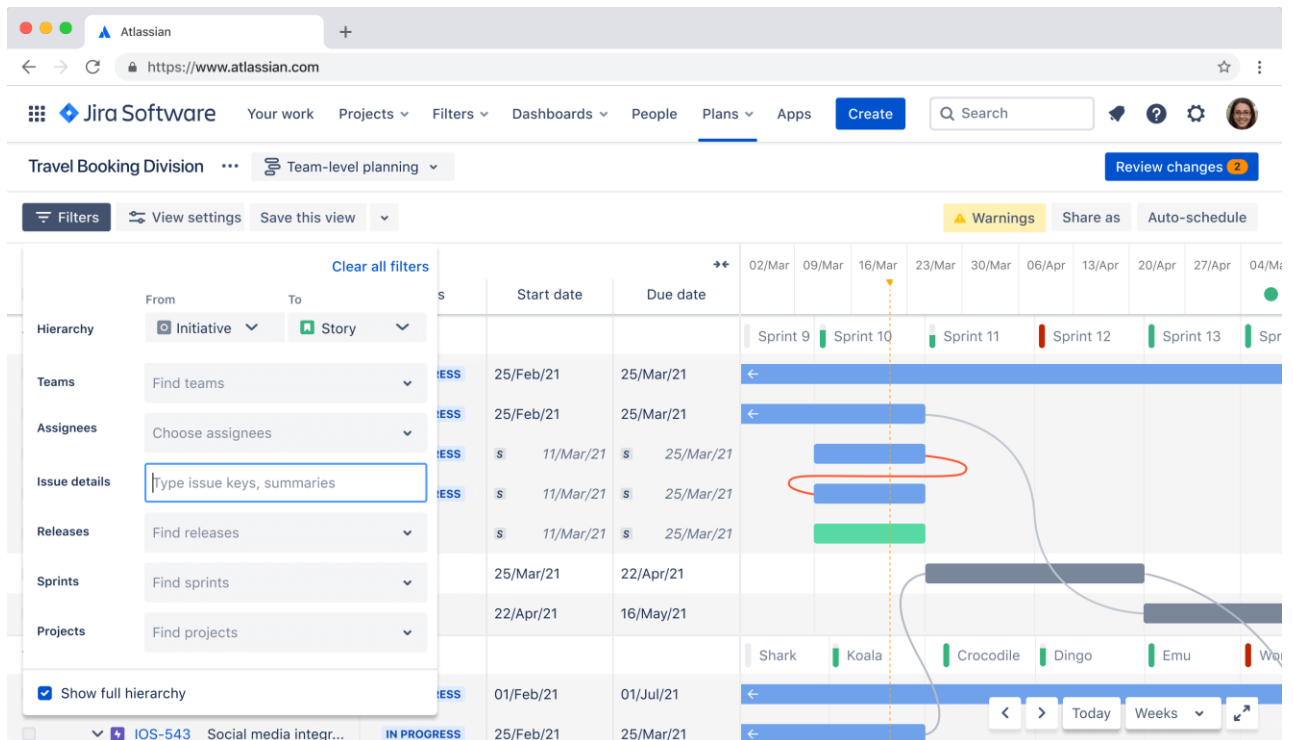 Atlassian
https://www.atlassian.com
Jira Software Your work Projects Filters Dashboards People Plans Apps Create Search
Travel Booking Division ... Team-level planning Review changes 2
Filters View settings Save this view Warnings Share as Auto-schedule
Clear all filters
02/Mar 09/Mar 16/Mar 23/Mar 30/Mar 06/Apr 13/Apr 20/Apr 27/Apr
Start date Due date
From To
Hierarchy Initiative Story
Sprint 9 Sprint 10 Sprint 11 Sprint 12 Sprint 13
Teams Find teams
25/Feb/21 25/Mar/21
Assignees Choose assignees
25/Feb/21 25/Mar/21
S 11/Mar/21 S 25/Mar/21
Issue details Type issue keys, summaries
S 11/Mar/21 S 25/Mar/21
Releases Find releases
S 11/Mar/21 S 25/Mar/21
Sprints Find sprints
25/Mar/21 22/Apr/21
22/Apr/21 16/May/21
Projects Find projects
Shark Koala Crocodile Dingo Emu
Show full hierarchy
01/Feb/21 01/Jul/21
Today Weeks
IOS-543 Social media integr... IN PROGRESS 25/Feb/21 25/Mar/21